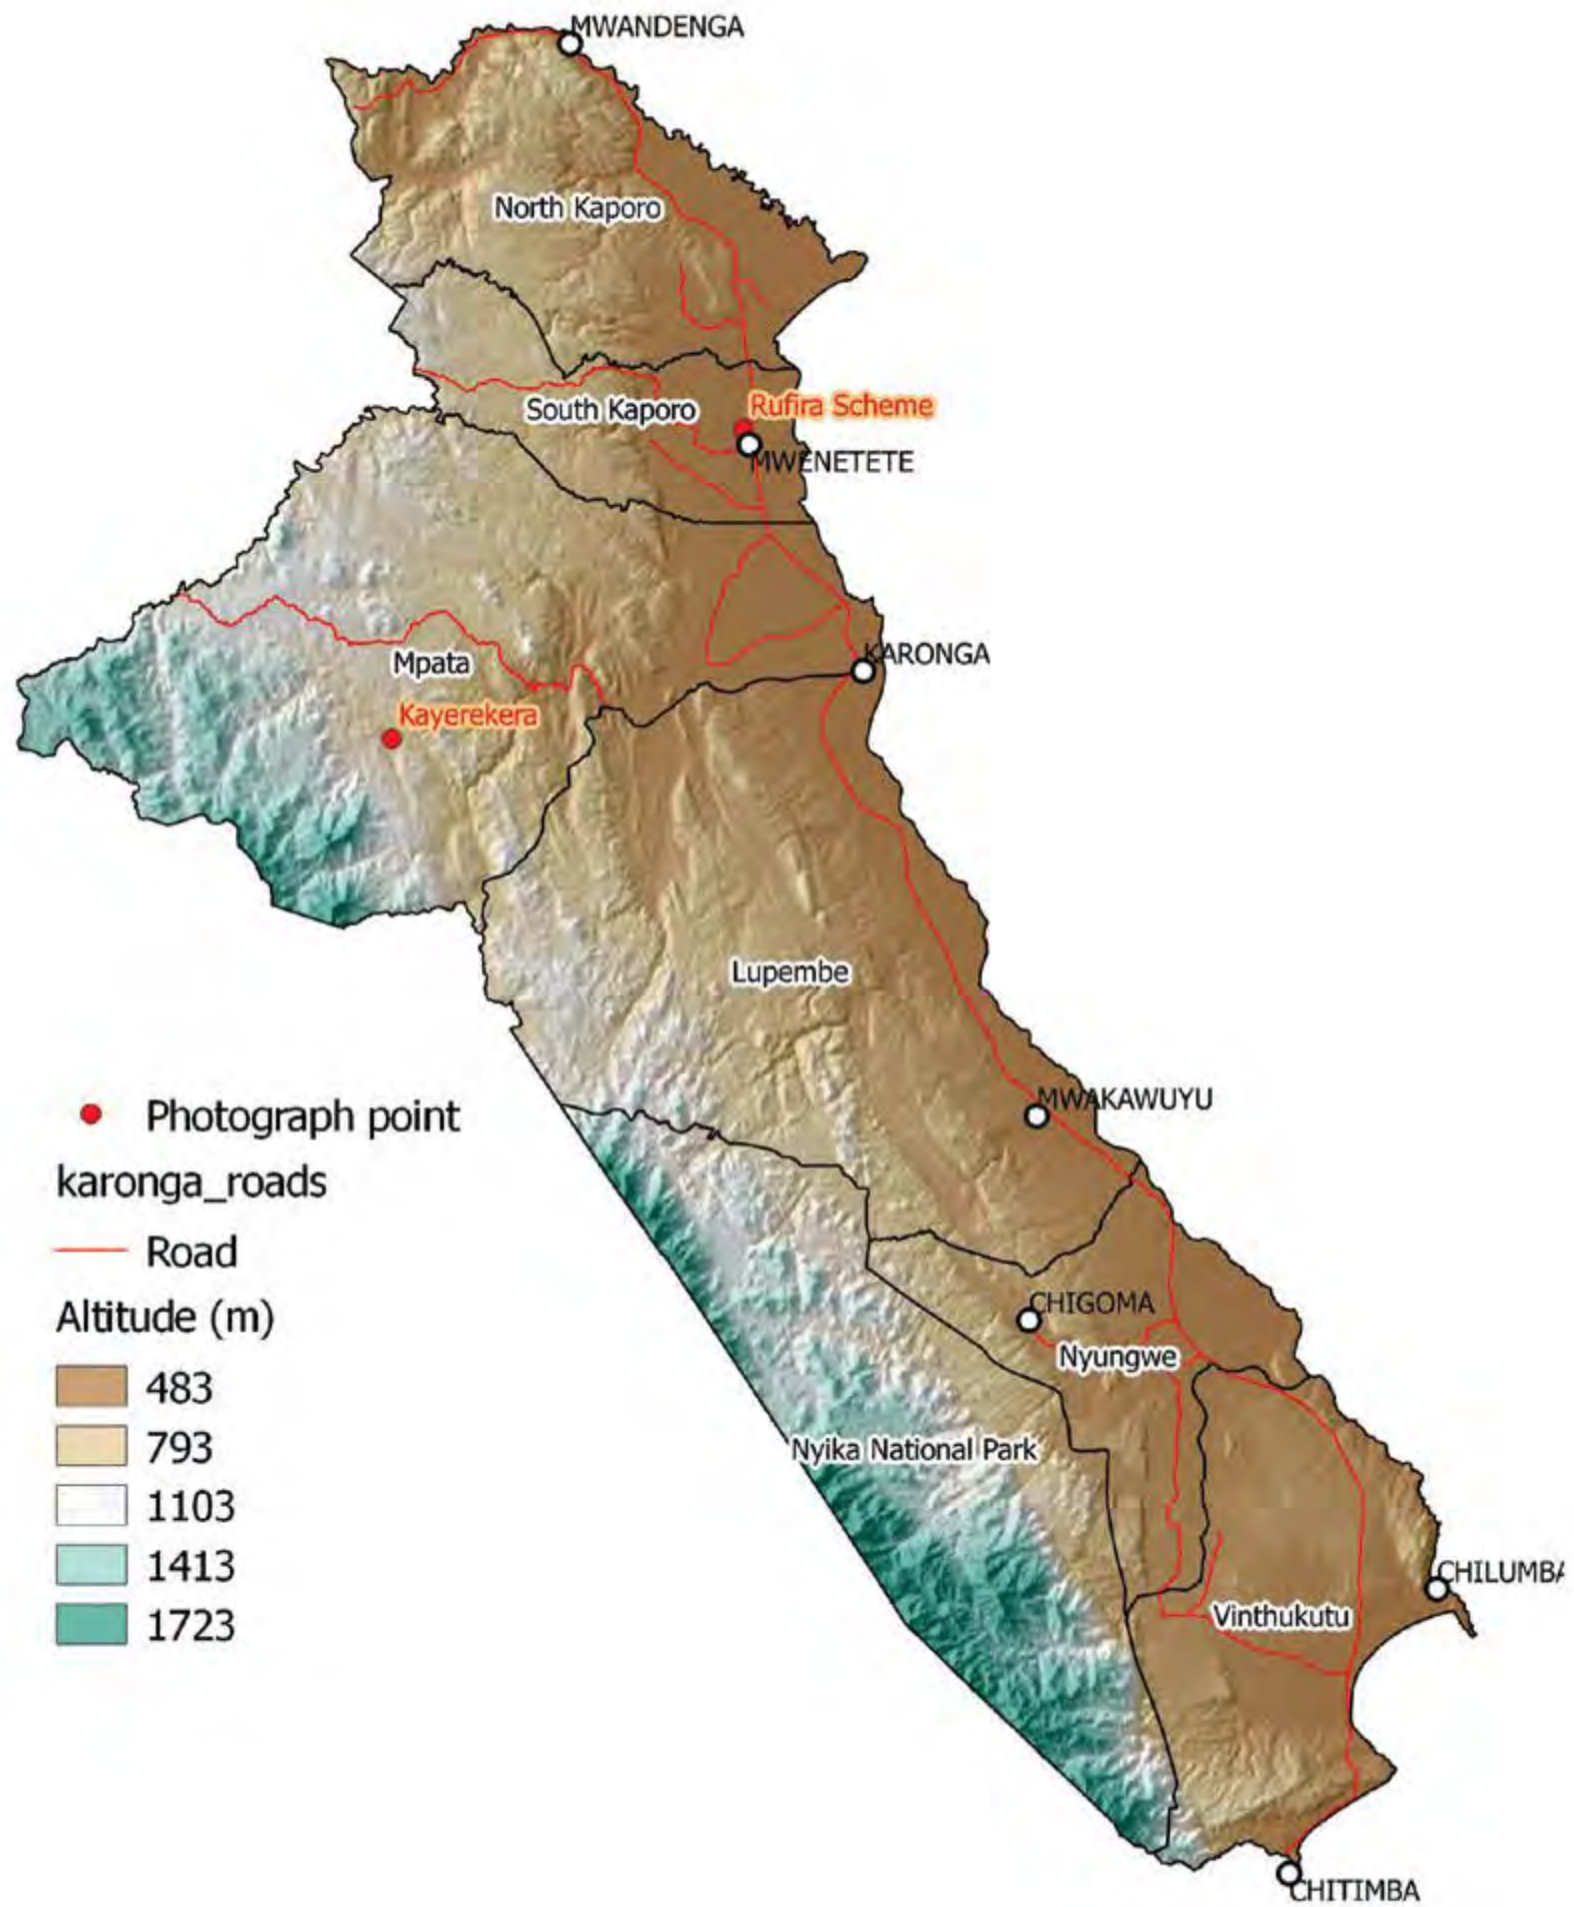 MWANDENGA
North Kaporo
Rufira Scheme
South Kaporo
MWENETETE
KARONGA
Mpata
Kayerekera
Lupembe
MWAKAWUYU
Photograph point
karonga_roads
Road
Altitude (m)
483
793
1103
1413
1723
CHIGOMA
Nyungwe
Nyika National Park
CHILUMBA
Vinthukutu
CHITIMBA